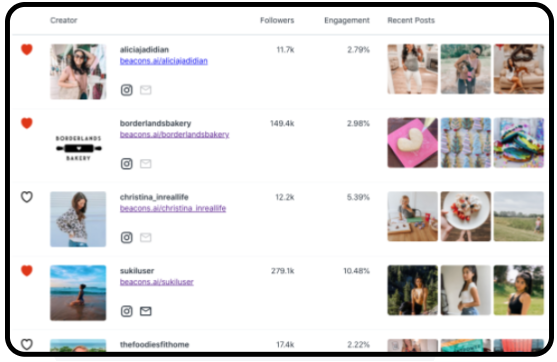 Creator Followers Engagement Recent Posts
aliciajadidian 11.7k 2.79%
beacons.ai/aliciajadidian
borderlandsbakery 149.4k 2.98%
beacons.ai/borderlandsbakery
BORDERLANDS
BAKERY
christina_inreallife 12.2k 5.39%
beacons.ai/christina_inreallife
sukiluser 279.1k 10.48%
beacons.ai/sukiluser
thefoodiesfithome 17.4k 2.22%